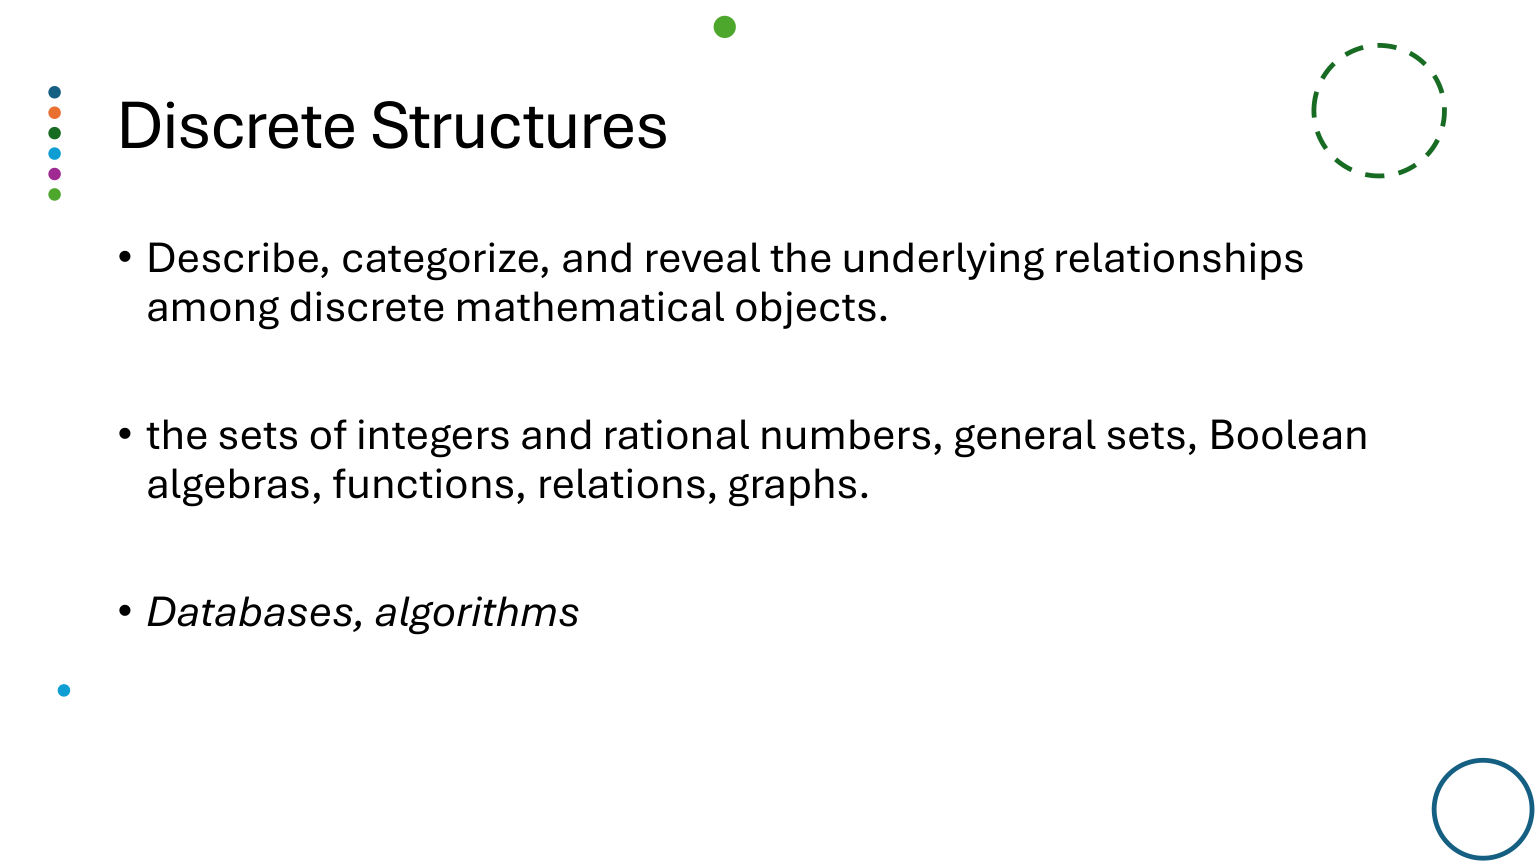 Discrete Structures
• Describe, categorize, and reveal the underlying relationships
among discrete mathematical objects.
• the sets of integers and rational numbers, general sets, Boolean
algebras, functions, relations, graphs.
• Databases, algorithms